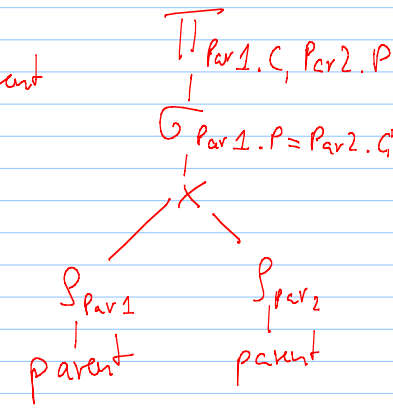 Π Par1.C, Par2.P
ent
σ Par1.P = Par2.C
×
ρ Par1 ρ par2
parent parent